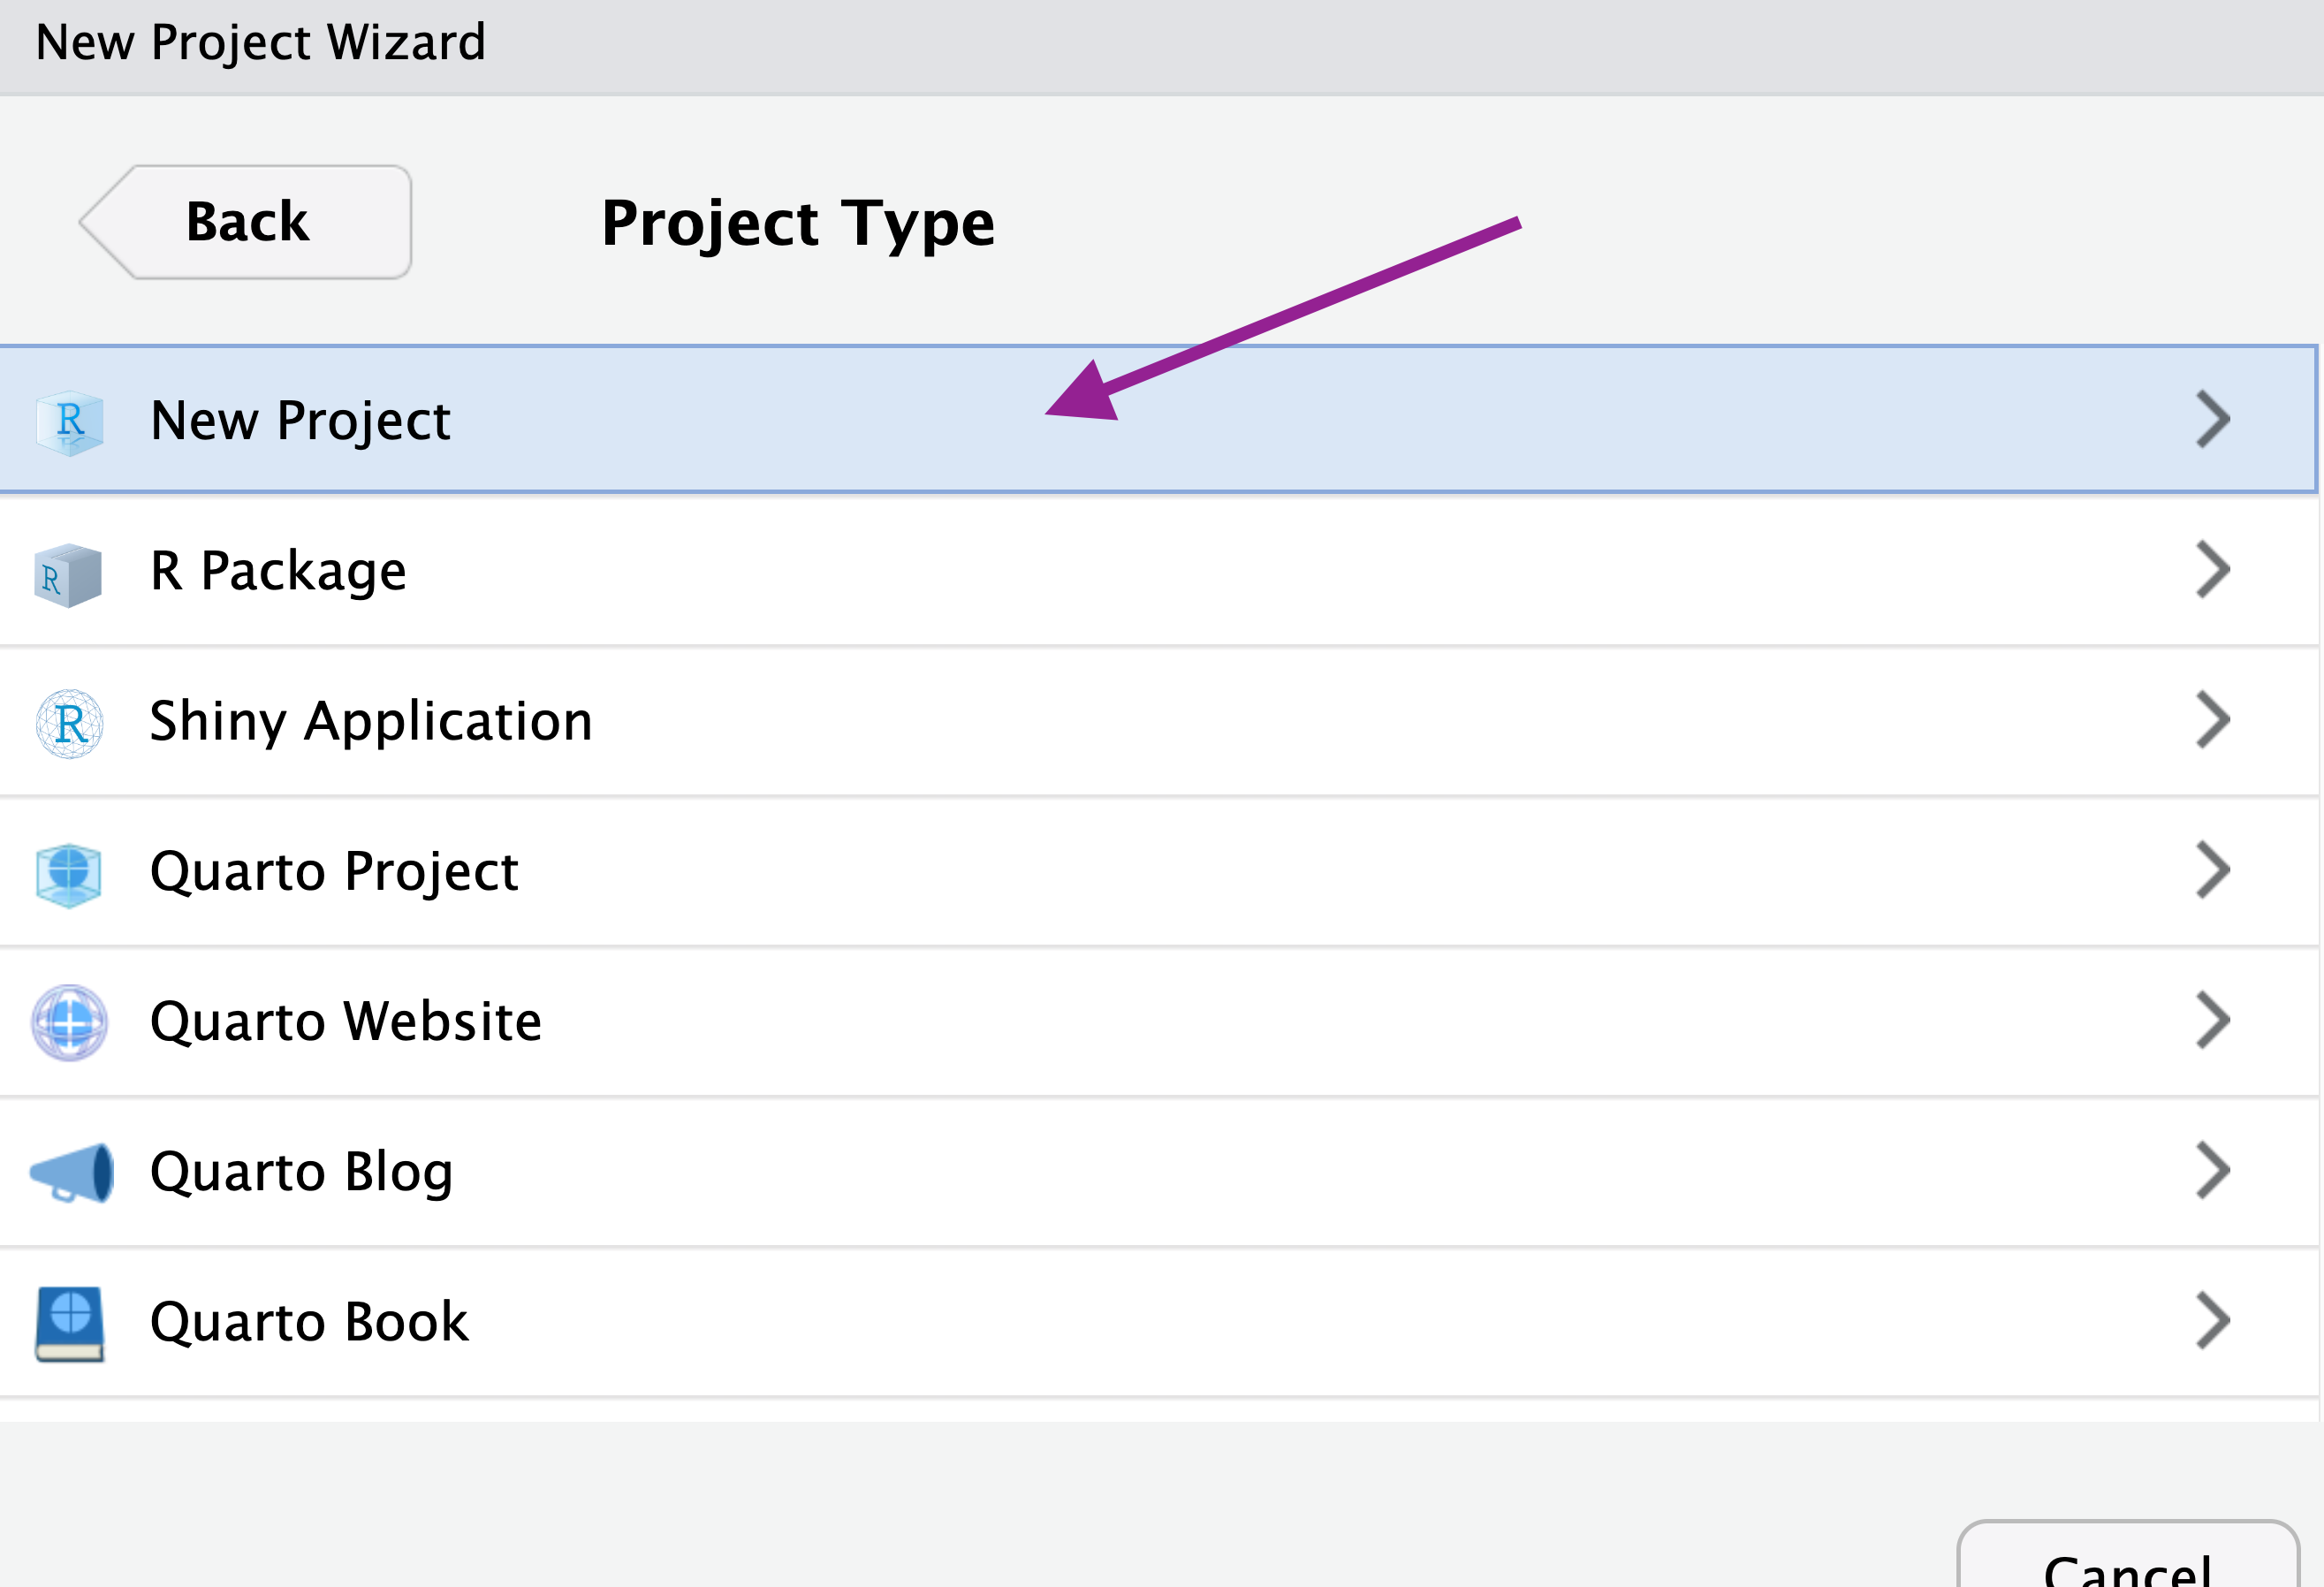 New Project Wizard
Back
Project Type
R
New Project
R
R Package
R
Shiny Application
Quarto Project
Quarto Website
Quarto Blog
Quarto Book
Cancel